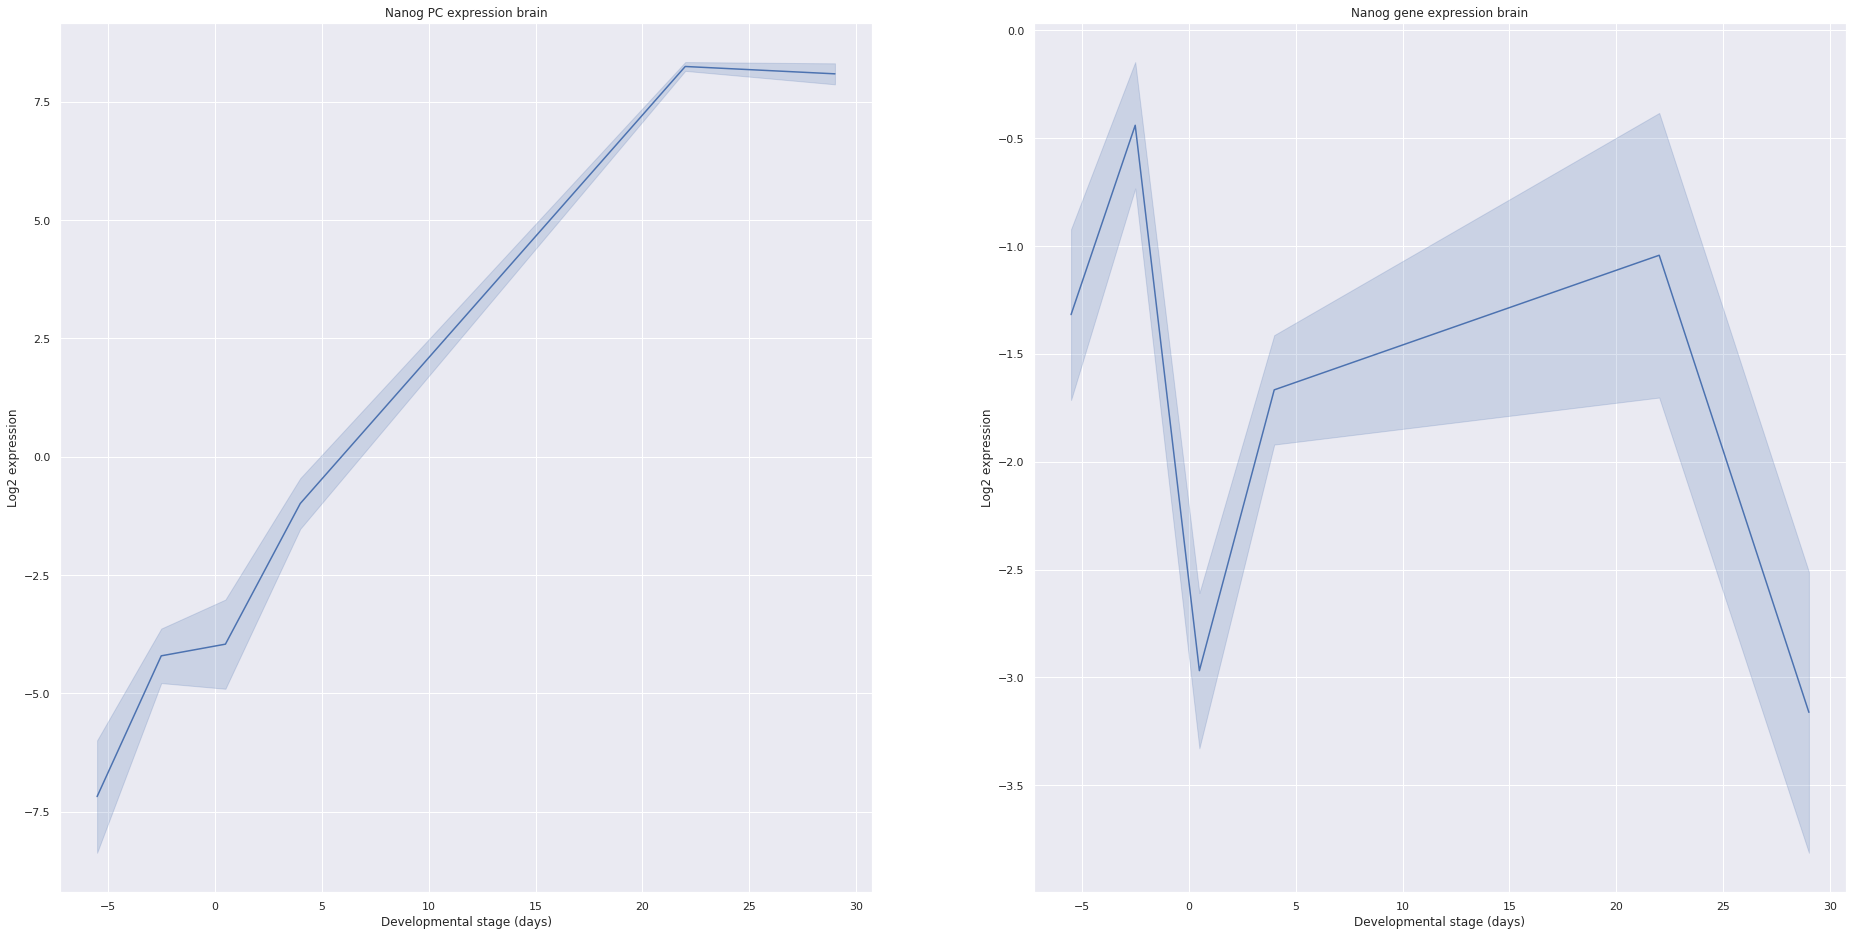 Nanog PC expression brain
Log2 expression
7.5
5.0
2.5
0.0
−2.5
−5.0
−7.5
−5 0 5 10 15 20 25 30
Developmental stage (days)
Nanog gene expression brain
Log2 expression
0.0
−0.5
−1.0
−1.5
−2.0
−2.5
−3.0
−3.5
−5 0 5 10 15 20 25 30
Developmental stage (days)